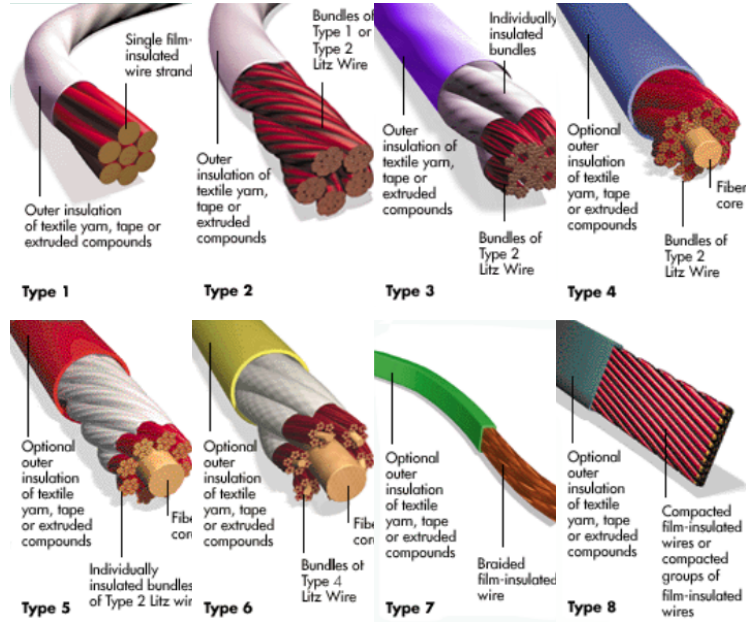 Single film-
insulated
wire strand
Outer insulation
of textile yarn, tape or
extruded compounds
Type 1
Bundles of
Type 1 or
Type 2
Litz Wire
Outer
insulation of
textile yarn,
tape or
extruded
compounds
Type 2
Individually
insulated
bundles
Outer
insulation of
textile yarn,
tape or
extruded
compounds
Bundles of
Type 2
Litz Wire
Type 3
Optional
outer
insulation
of textile
yarn, tape
or extruded
compounds
Fiber
core
Bundles of
Type 2
Litz Wire
Type 4
Optional
outer
insulation
of textile
yarn, tape
or extruded
compounds
Individually
insulated bundles
of Type 2 Litz wir
Type 5
Optional
outer
insulation
of textile
yarn, tape
or extruded
compounds
Bundles of
Type 4
Litz Wire
Type 6
Optional
outer
insulation
of textile
yarn, tape
or extruded
compounds
Braided
film-insulated
wire
Type 7
Optional
outer
insulation
of textile
yarn, tape
or extruded
compounds
Compacted
film-insulated
wires or
compacted
groups of
film-insulated
wires
Type 8